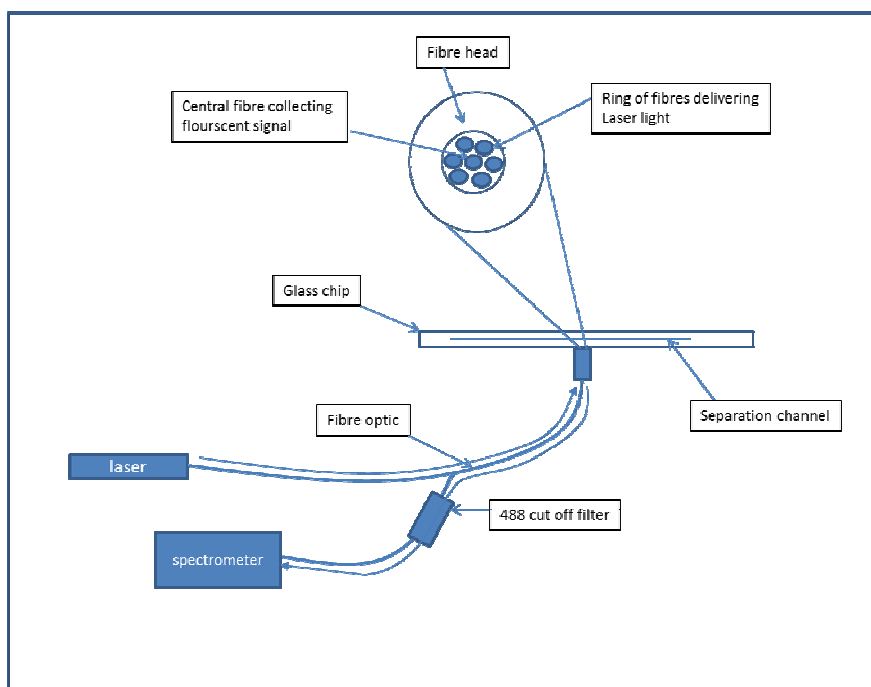 Fibre head
Central fibre collecting
flourscent signal
Ring of fibres delivering
Laser light
Glass chip
Separation channel
Fibre optic
laser
488 cut off filter
spectrometer